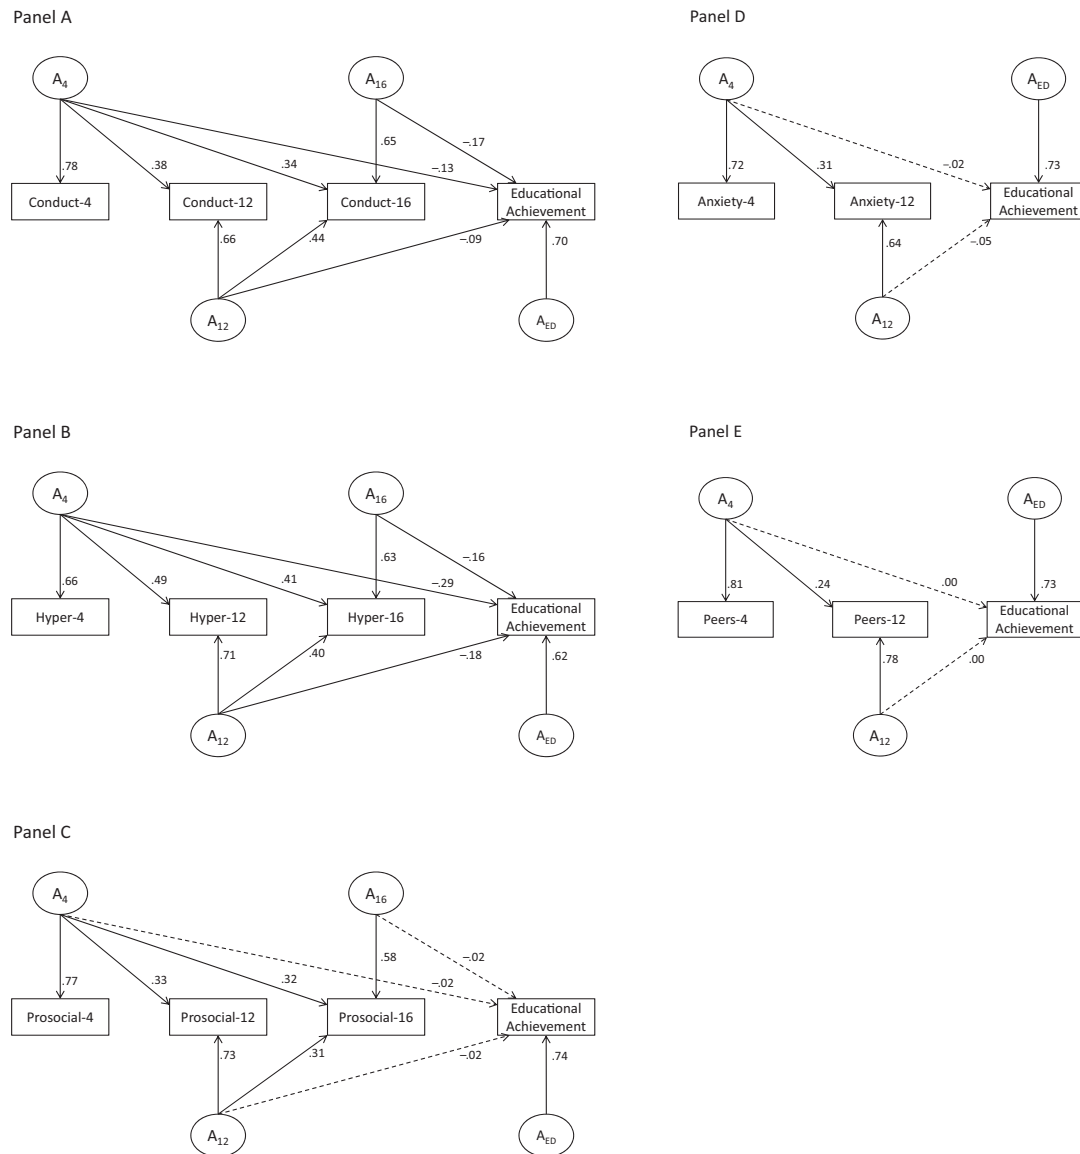 Panel A
A4
A16
.78
.38
.34
.65
–.17
–.13
Conduct-4
Conduct-12
Conduct-16
Educational
Achievement
.66
.44
–.09
.70
A12
AED
Panel D
A4
AED
.72
.31
–.02
.73
Anxiety-4
Anxiety-12
Educational
Achievement
.64
–.05
A12
Panel B
A4
A16
.66
.49
.41
.63
–.16
–.29
Hyper-4
Hyper-12
Hyper-16
Educational
Achievement
.71
.40
–.18
.62
A12
AED
Panel E
A4
AED
.81
.24
.00
.73
Peers-4
Peers-12
Educational
Achievement
.78
.00
A12
Panel C
A4
A16
.77
.33
.32
.58
–.02
–.02
Prosocial-4
Prosocial-12
Prosocial-16
Educational
Achievement
.73
.31
–.02
.74
A12
AED